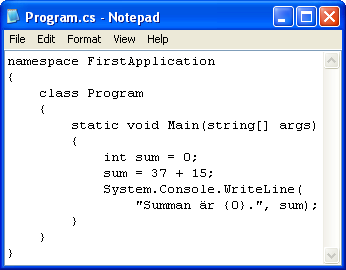 Program.cs - Notepad
File Edit Format View Help
namespace FirstApplication
{
    class Program
    {
        static void Main(string[] args)
        {
            int sum = 0;
            sum = 37 + 15;
            System.Console.WriteLine(
                "Summan är {0}.", sum);
        }
    }
}